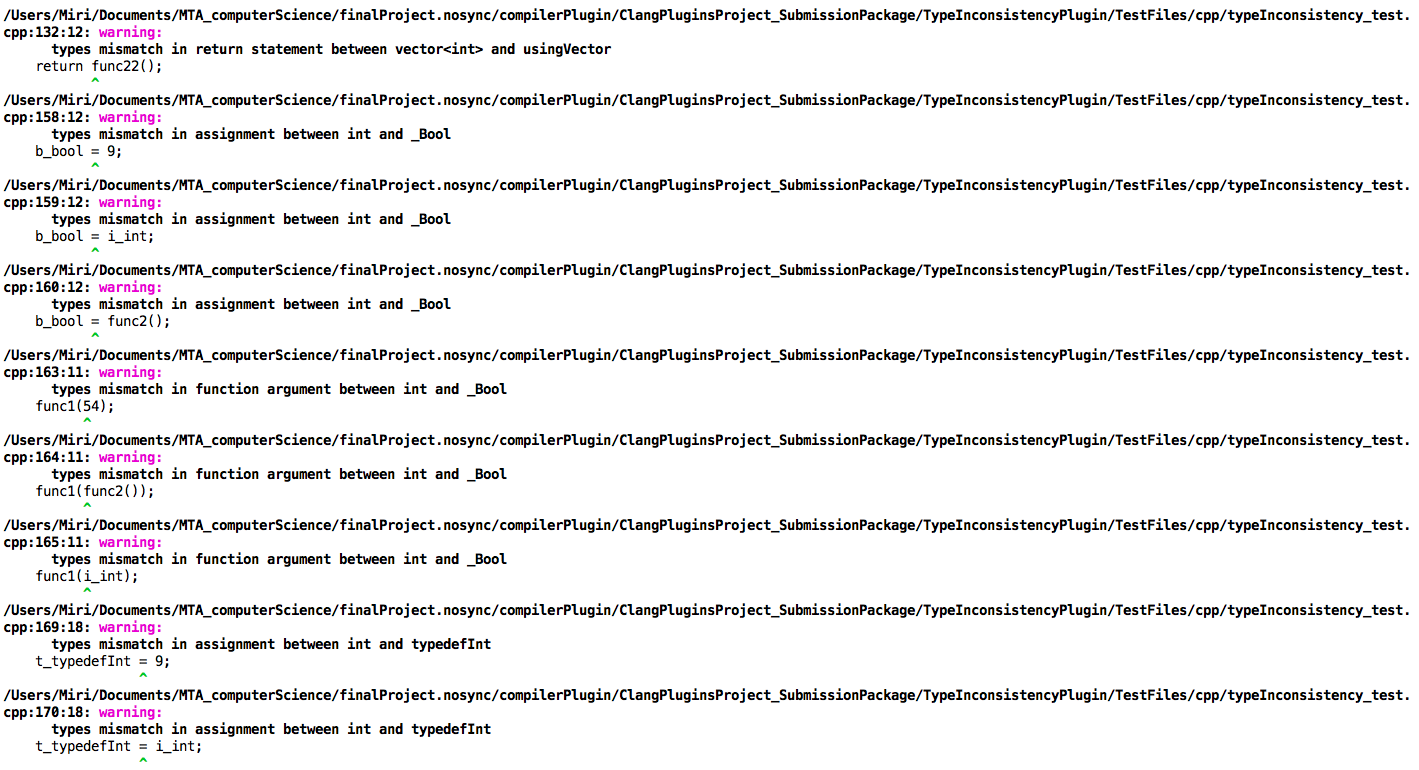 /Users/Miri/Documents/MTA_computerScience/finalProject.nosync/compilerPlugin/ClangPluginsProject_SubmissionPackage/TypeInconsistencyPlugin/TestFiles/cpp/typeInconsistency_test.
cpp:132:12: warning:
      types mismatch in return statement between vector<int> and usingVector
    return func22();
           ^
/Users/Miri/Documents/MTA_computerScience/finalProject.nosync/compilerPlugin/ClangPluginsProject_SubmissionPackage/TypeInconsistencyPlugin/TestFiles/cpp/typeInconsistency_test.
cpp:158:12: warning:
      types mismatch in assignment between int and _Bool
    b_bool = 9;
           ^
/Users/Miri/Documents/MTA_computerScience/finalProject.nosync/compilerPlugin/ClangPluginsProject_SubmissionPackage/TypeInconsistencyPlugin/TestFiles/cpp/typeInconsistency_test.
cpp:159:12: warning:
      types mismatch in assignment between int and _Bool
    b_bool = i_int;
           ^
/Users/Miri/Documents/MTA_computerScience/finalProject.nosync/compilerPlugin/ClangPluginsProject_SubmissionPackage/TypeInconsistencyPlugin/TestFiles/cpp/typeInconsistency_test.
cpp:160:12: warning:
      types mismatch in assignment between int and _Bool
    b_bool = func2();
           ^
/Users/Miri/Documents/MTA_computerScience/finalProject.nosync/compilerPlugin/ClangPluginsProject_SubmissionPackage/TypeInconsistencyPlugin/TestFiles/cpp/typeInconsistency_test.
cpp:163:11: warning:
      types mismatch in function argument between int and _Bool
    func1(54);
          ^
/Users/Miri/Documents/MTA_computerScience/finalProject.nosync/compilerPlugin/ClangPluginsProject_SubmissionPackage/TypeInconsistencyPlugin/TestFiles/cpp/typeInconsistency_test.
cpp:164:11: warning:
      types mismatch in function argument between int and _Bool
    func1(func2());
          ^
/Users/Miri/Documents/MTA_computerScience/finalProject.nosync/compilerPlugin/ClangPluginsProject_SubmissionPackage/TypeInconsistencyPlugin/TestFiles/cpp/typeInconsistency_test.
cpp:165:11: warning:
      types mismatch in function argument between int and _Bool
    func1(i_int);
          ^
/Users/Miri/Documents/MTA_computerScience/finalProject.nosync/compilerPlugin/ClangPluginsProject_SubmissionPackage/TypeInconsistencyPlugin/TestFiles/cpp/typeInconsistency_test.
cpp:169:18: warning:
      types mismatch in assignment between int and typedefInt
    t_typedefInt = 9;
                 ^
/Users/Miri/Documents/MTA_computerScience/finalProject.nosync/compilerPlugin/ClangPluginsProject_SubmissionPackage/TypeInconsistencyPlugin/TestFiles/cpp/typeInconsistency_test.
cpp:170:18: warning:
      types mismatch in assignment between int and typedefInt
    t_typedefInt = i_int;
                 ^